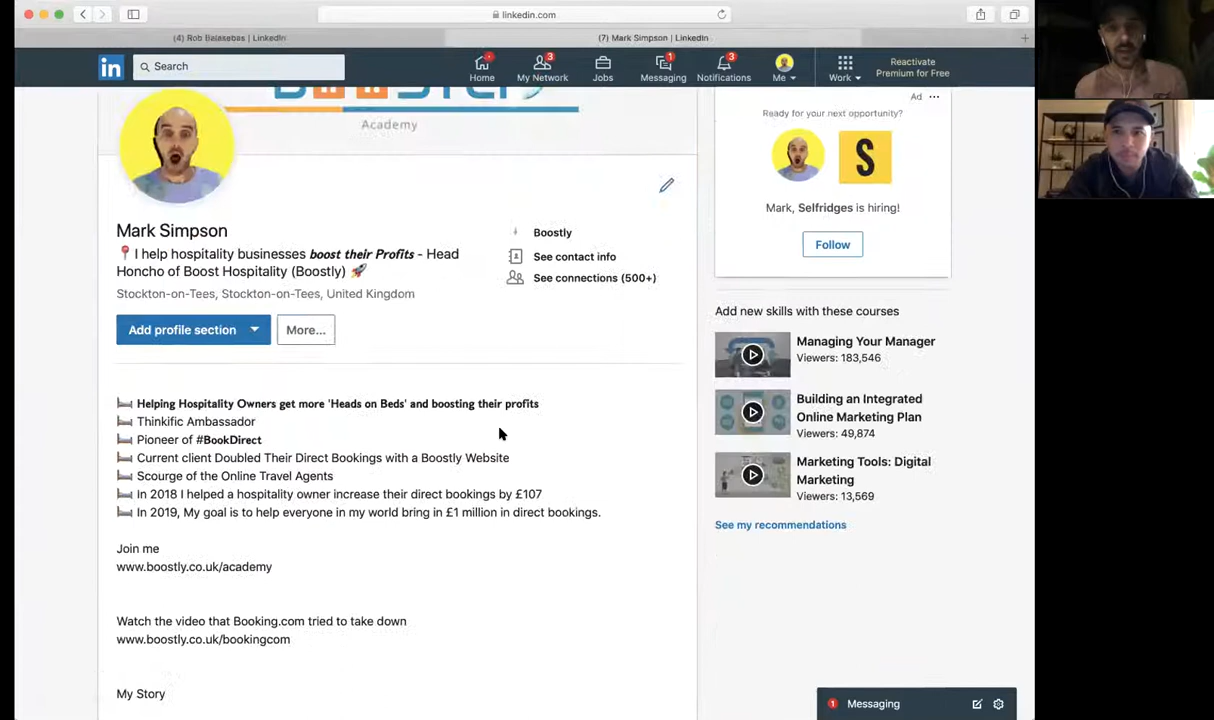 linkedin.com
(4) Rob Balasabas | LinkedIn
(7) Mark Simpson | LinkedIn
in
Search
Home
3
My Network
Jobs
1
Messaging
3
Notifications
Me
Work
Reactivate
Premium for Free
Academy
Ad
Ready for your next opportunity?
S
Mark, Selfridges is hiring!
Follow
Mark Simpson
📍 I help hospitality businesses boost their Profits - Head
Honcho of Boost Hospitality (Boostly) 🚀
Stockton-on-Tees, Stockton-on-Tees, United Kingdom
Boostly
See contact info
See connections (500+)
Add profile section
More...
Add new skills with these courses
Managing Your Manager
Viewers: 183,546
Building an Integrated
Online Marketing Plan
Viewers: 49,874
Marketing Tools: Digital
Marketing
Viewers: 13,569
See my recommendations
🛏 Helping Hospitality Owners get more 'Heads on Beds' and boosting their profits
🛏 Thinkific Ambassador
🛏 Pioneer of #BookDirect
🛏 Current client Doubled Their Direct Bookings with a Boostly Website
🛏 Scourge of the Online Travel Agents
🛏 In 2018 I helped a hospitality owner increase their direct bookings by £107
🛏 In 2019, My goal is to help everyone in my world bring in £1 million in direct bookings.
Join me
www.boostly.co.uk/academy
Watch the video that Booking.com tried to take down
www.boostly.co.uk/bookingcom
My Story
1
Messaging